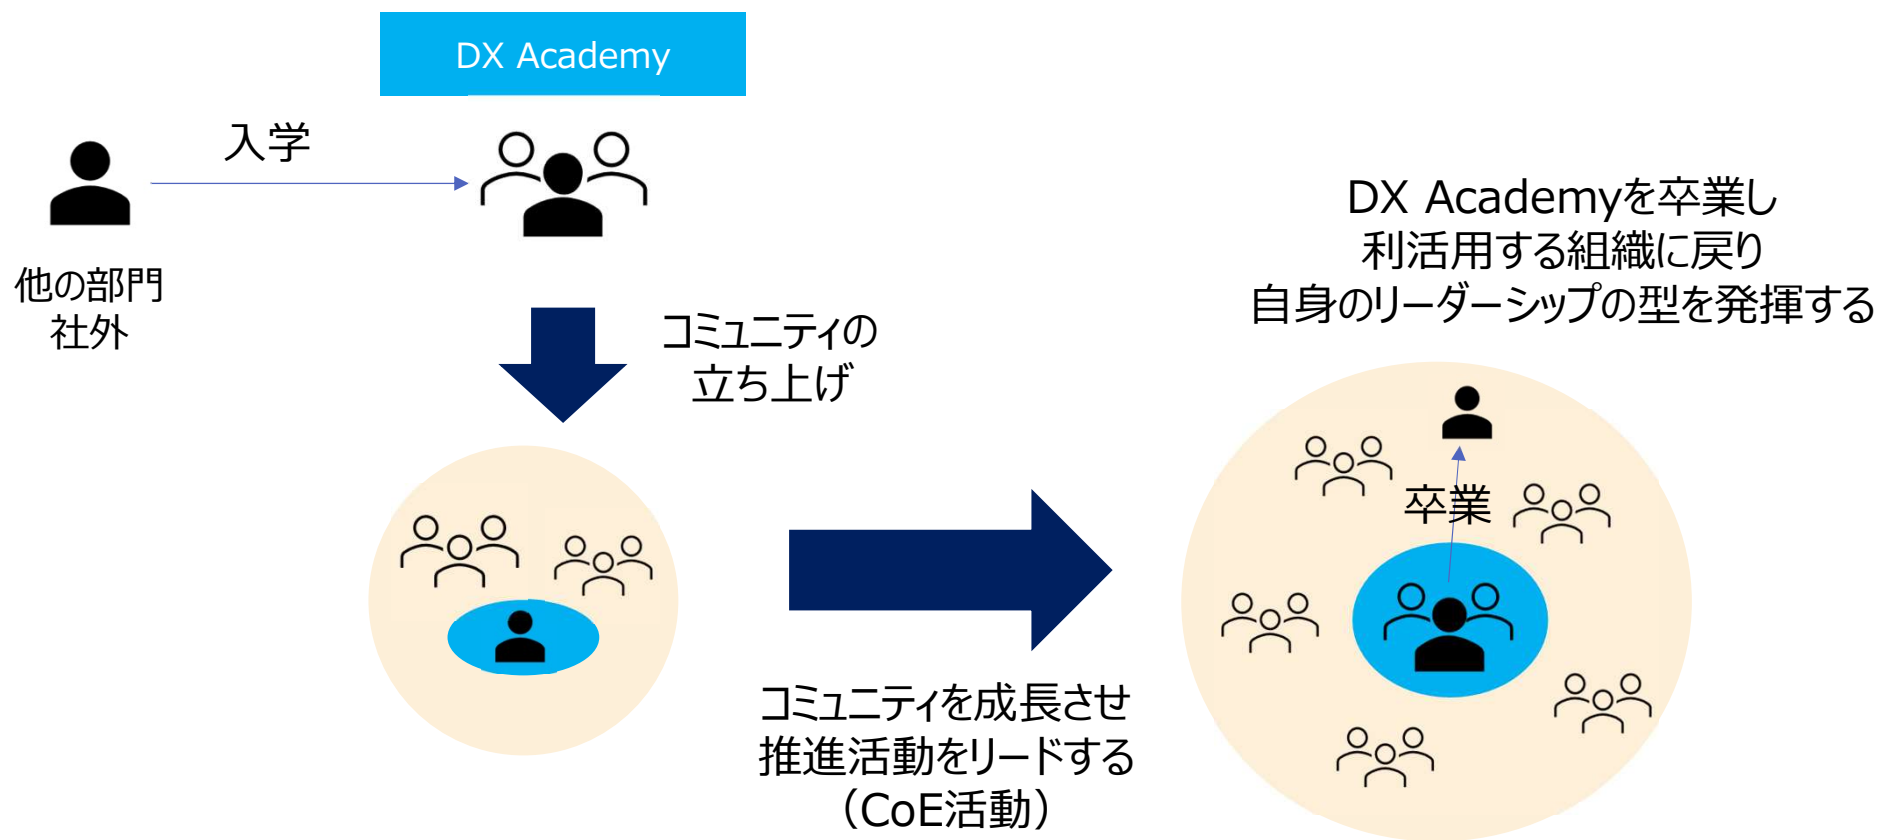 DX Academy
入学
他の部門
社外
コミュニティの
立ち上げ
コミュニティを成長させ
推進活動をリードする
（CoE活動）
DX Academyを卒業し
利活用する組織に戻り
自身のリーダーシップの型を発揮する
卒業